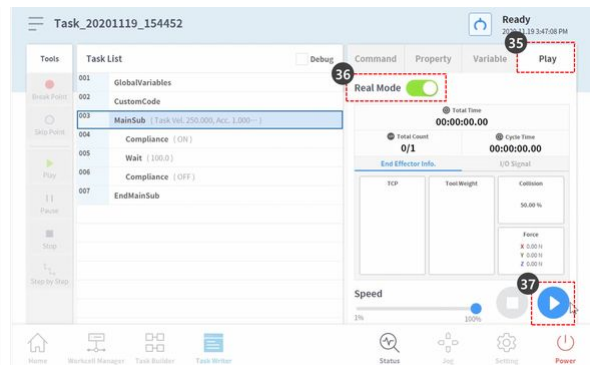 Task_20201119_154452
Ready
2020.11.19 3:47:08 PM
35
Tools
Task List
Debug
Command
Property
Variable
Play
36
Real Mode
Break Point
Skip Point
Play
Pause
Stop
Step by Step
001 GlobalVariables
002 CustomCode
003 MainSub ( Task Vel. 250.000, Acc. 1.000··· )
004 Compliance (ON)
005 Wait (100.0)
006 Compliance (OFF)
007 EndMainSub
Total Time
00:00:00.00
Total Count
0/1
Cycle Time
00:00:00.00
End Effector Info.
I/O Signal
TCP
Tool Weight
Collision
50.00 %
Force
X 0.00 N
Y 0.00 N
Z 0.00 N
37
Speed
1%
100%
Home
Workcell Manager
Task Builder
Task Writer
Status
Jog
Setting
Power